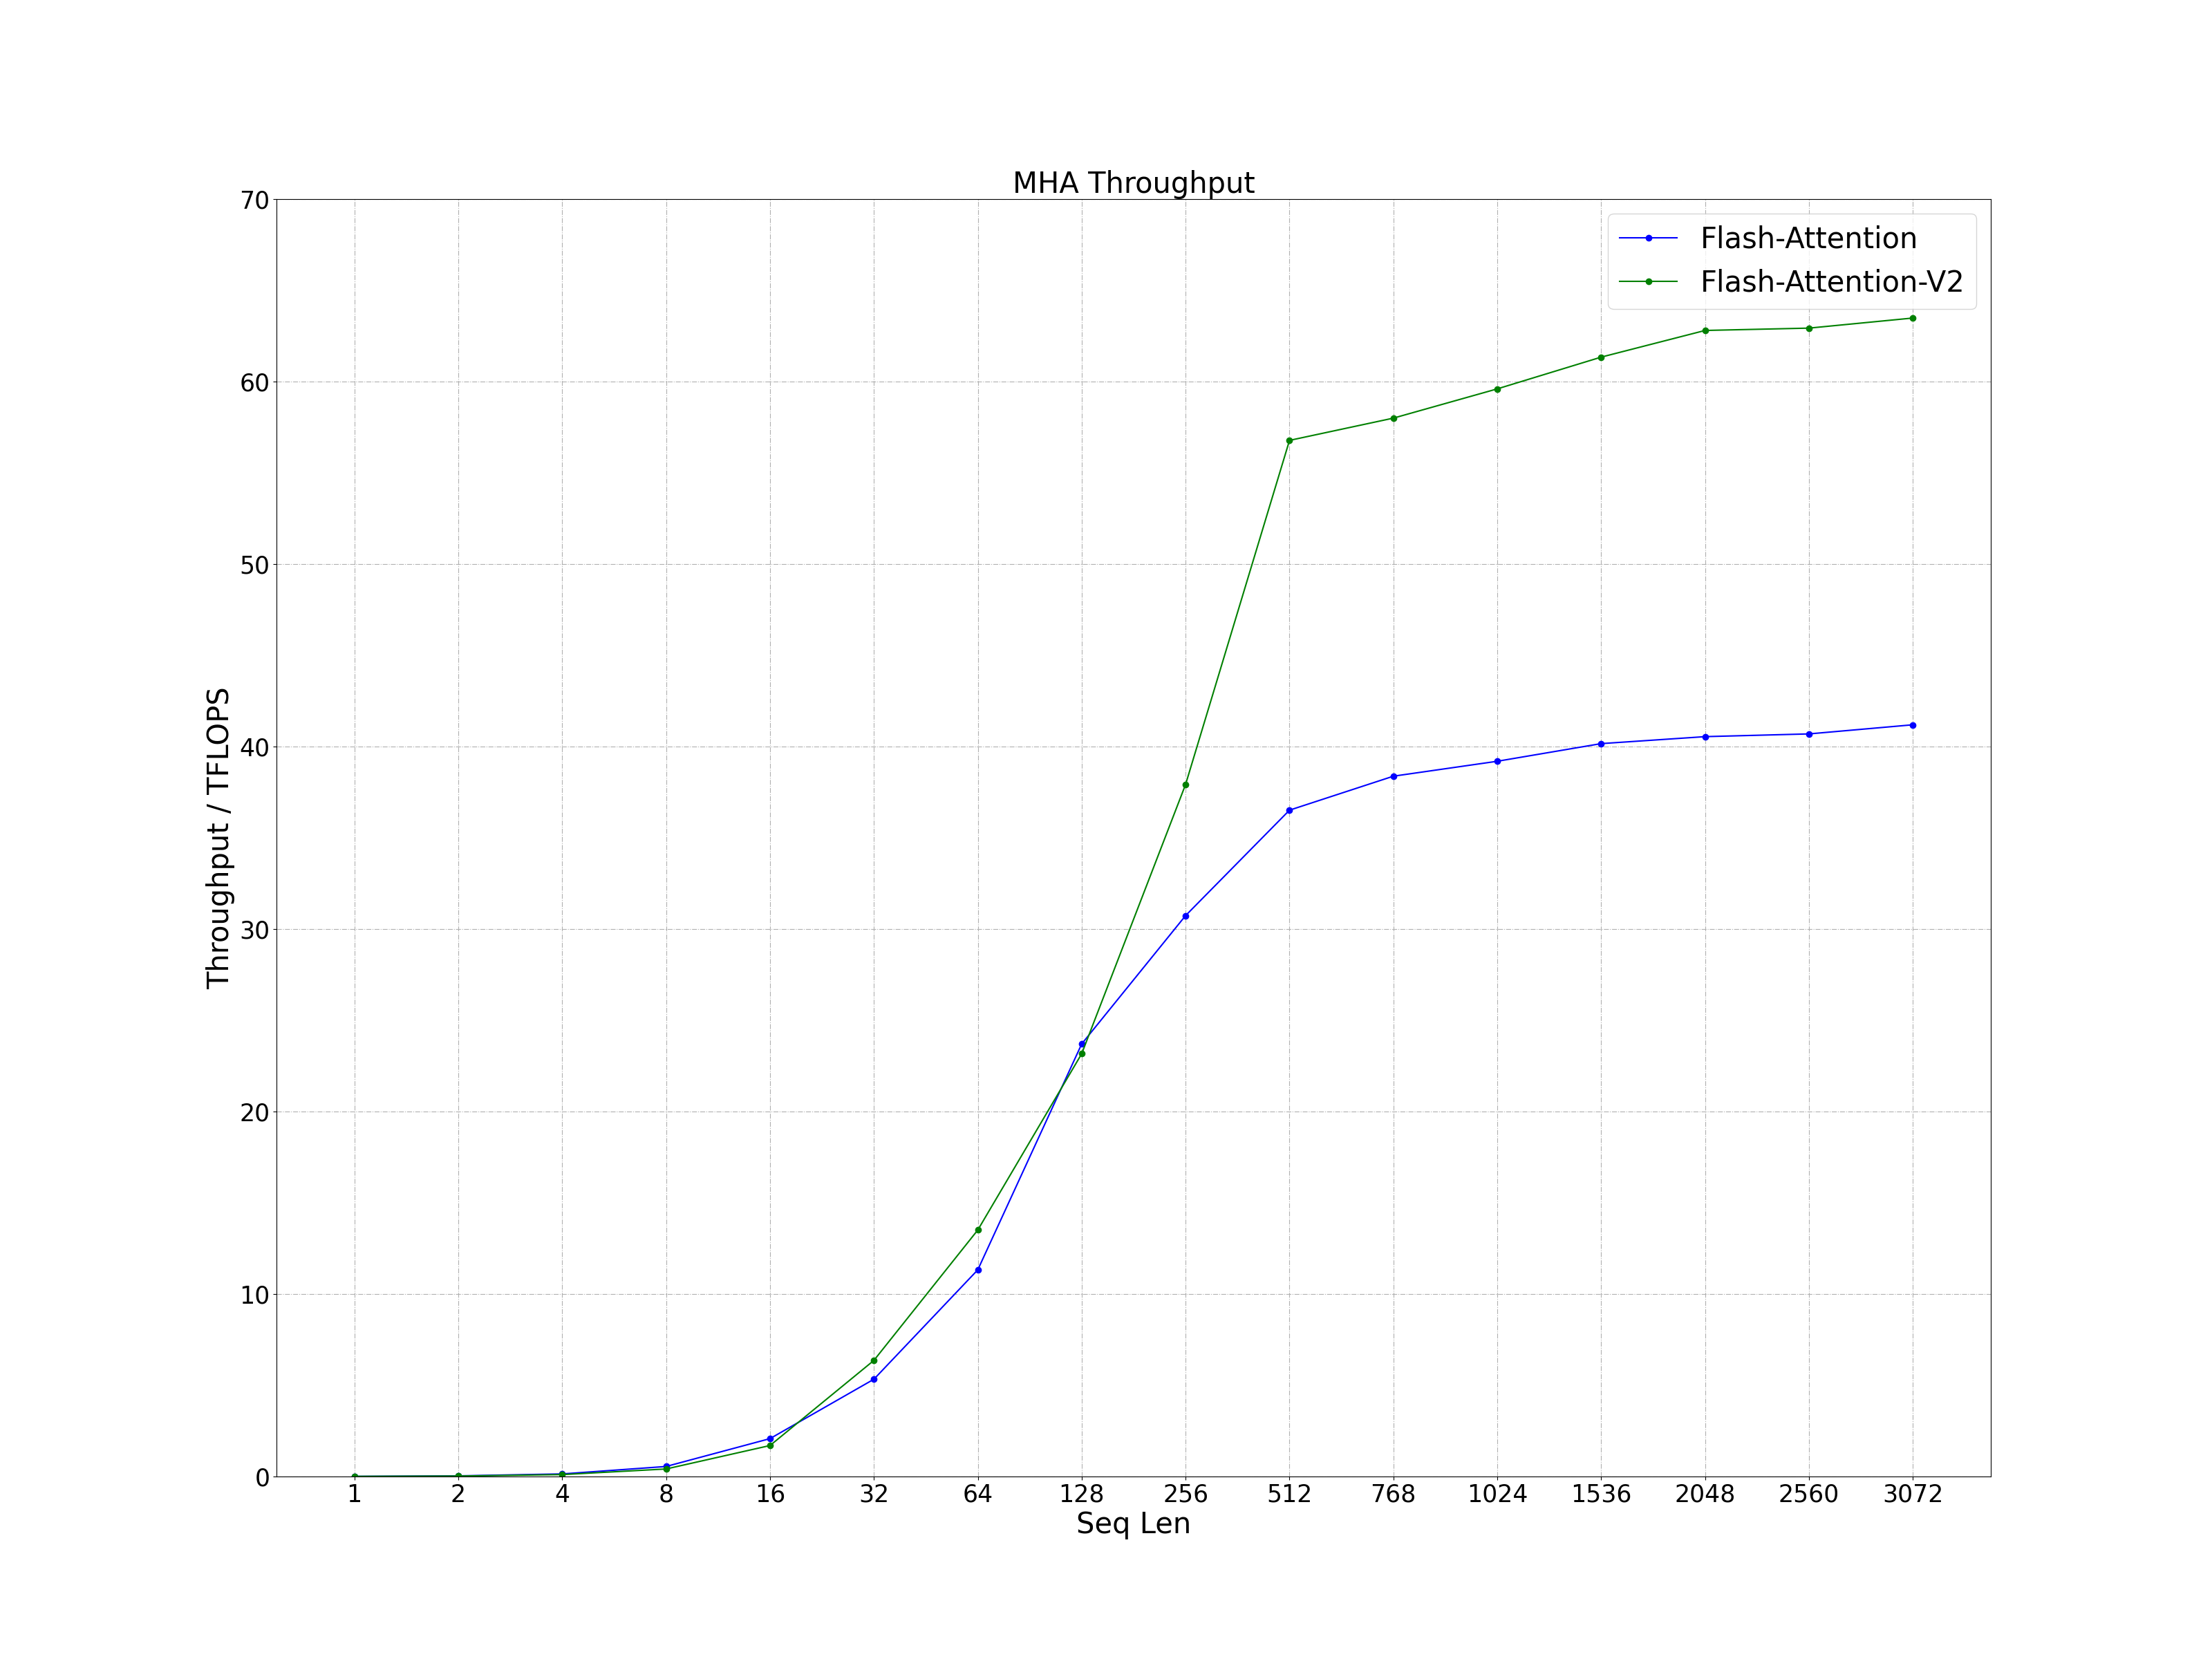 MHA Throughput
Flash-Attention
Flash-Attention-V2
Throughput / TFLOPS
70
60
50
40
30
20
10
0
1 2 4 8 16 32 64 128 256 512 768 1024 1536 2048 2560 3072
Seq Len